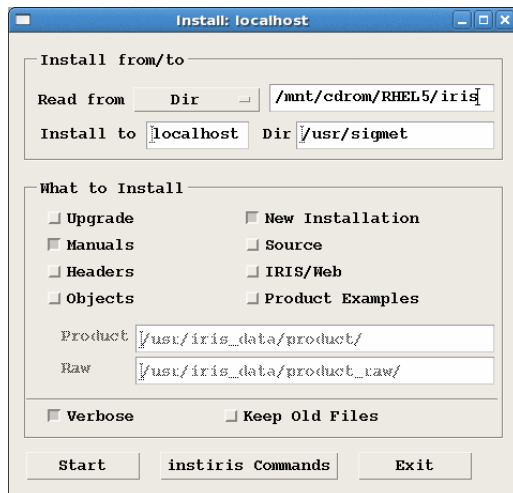 Install: localhost
Install from/to
Read from Dir /mnt/cdrom/RHEL5/iris
Install to localhost Dir /usr/sigmet
What to Install
Upgrade New Installation
Manuals Source
Headers IRIS/Web
Objects Product Examples
Product /usr/iris_data/product/
Raw /usr/iris_data/product_raw/
Verbose Keep Old Files
Start instiris Commands Exit